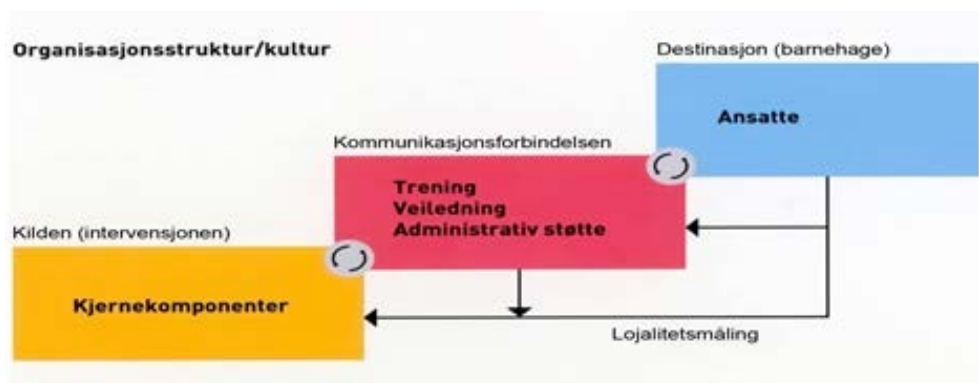 Organisasjonsstruktur/kultur
Destinasjon (barnehage)
Ansatte
Kommunikasjonsforbindelsen
Trening
Veiledning
Administrativ støtte
Kilden (intervensjonen)
Kjernekomponenter
Lojalitetsmåling